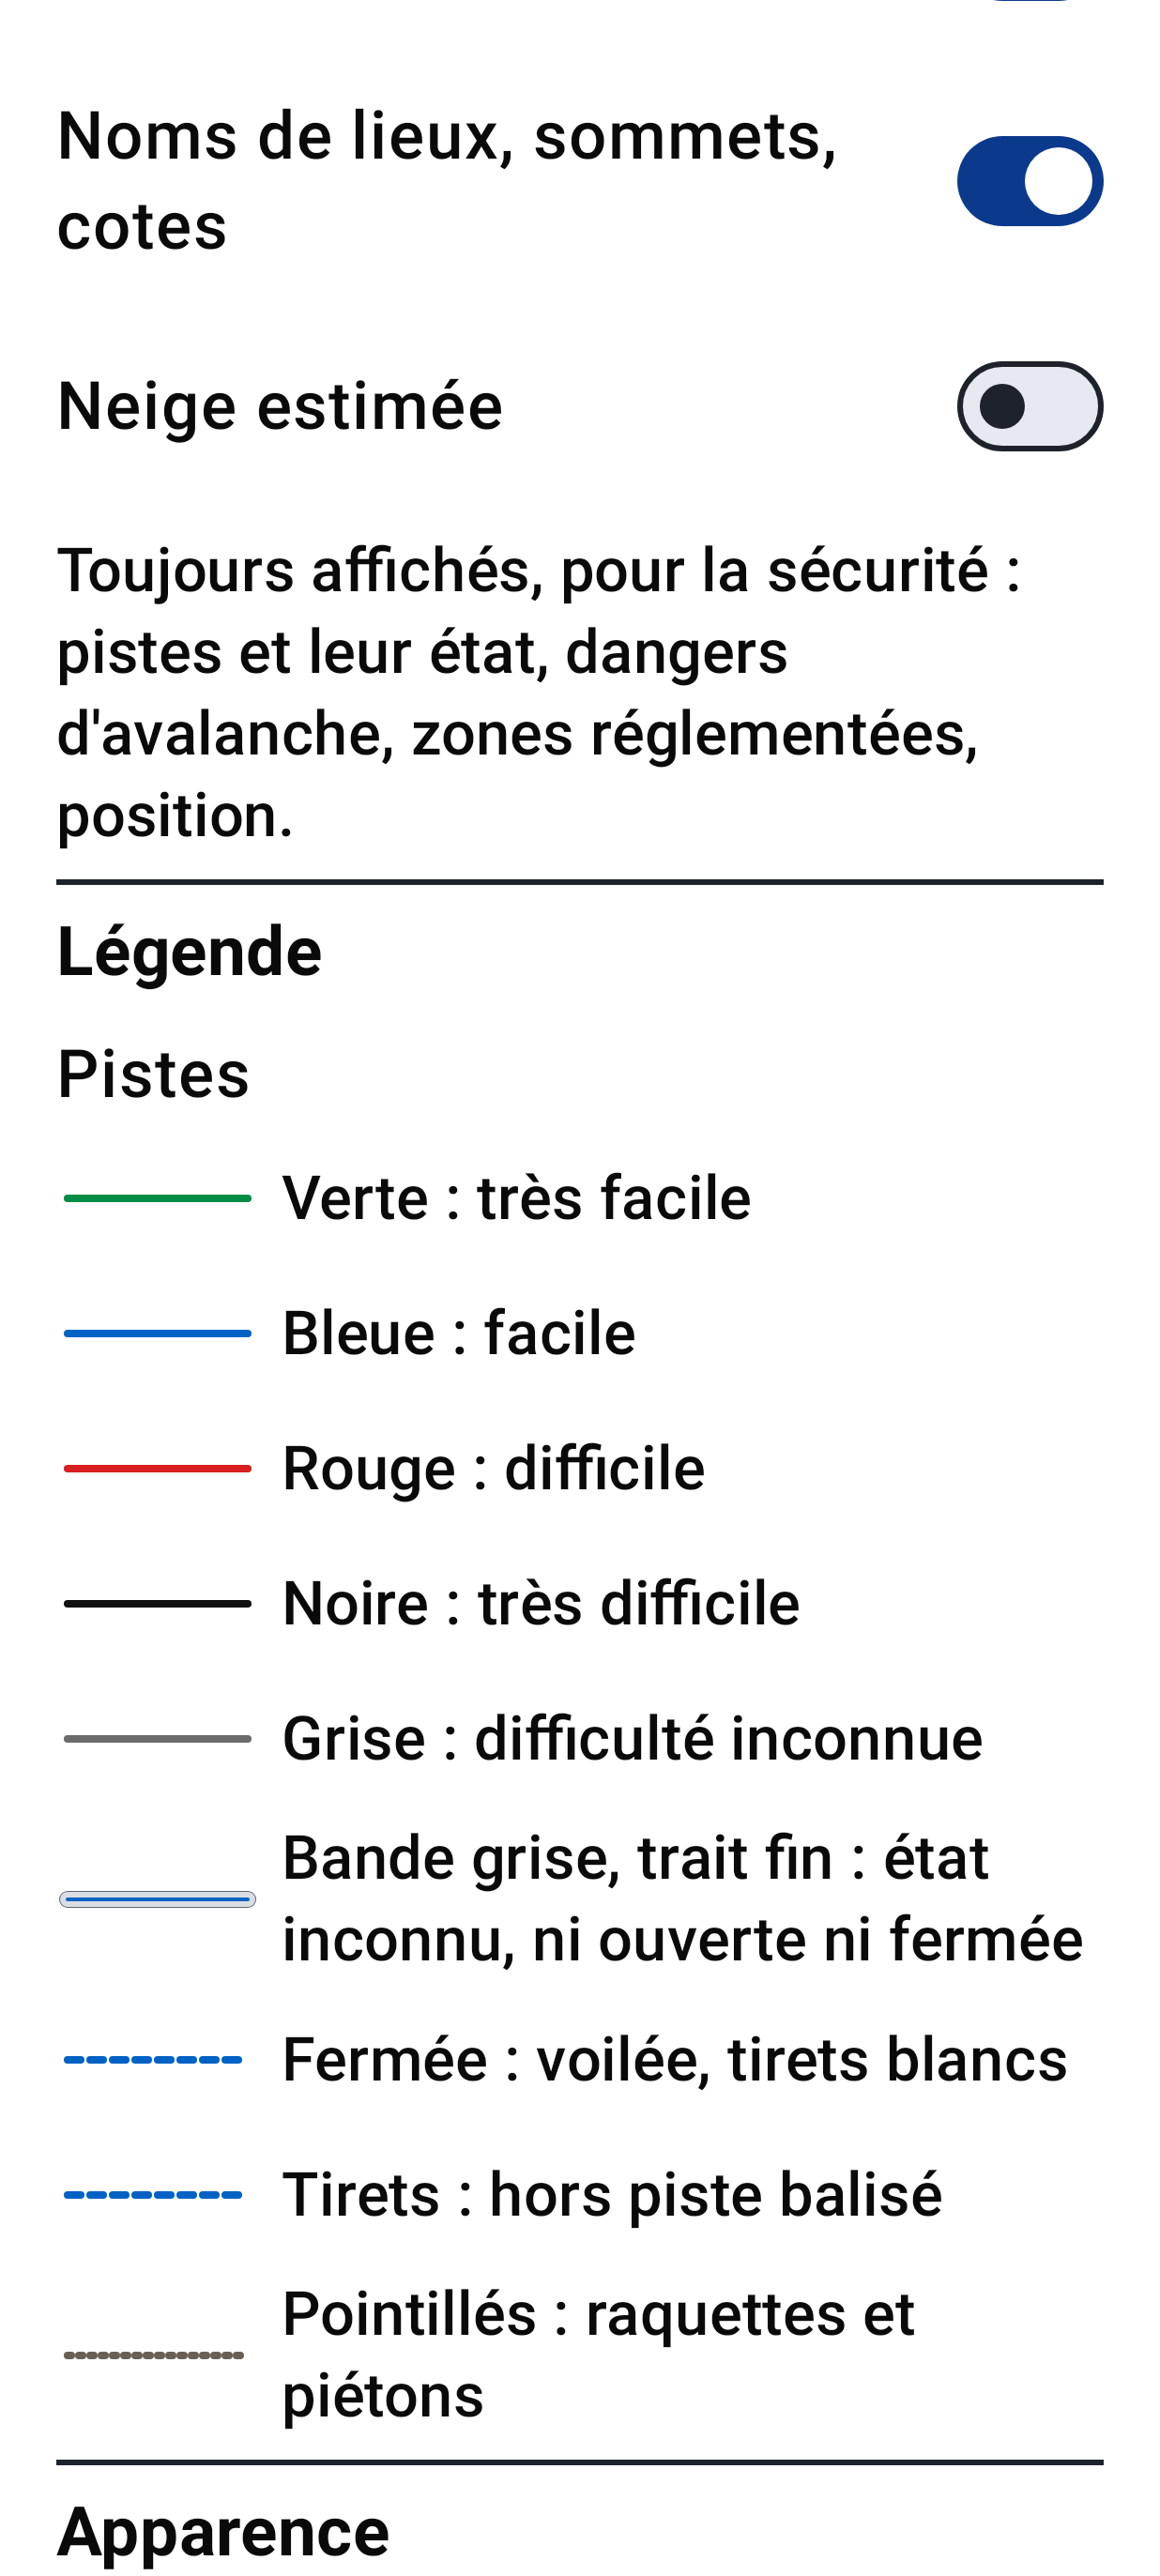 Noms de lieux, sommets,
cotes
Neige estimée
Toujours affichés, pour la sécurité :
pistes et leur état, dangers
d'avalanche, zones réglementées,
position.
Légende
Pistes
Verte : très facile
Bleue : facile
Rouge : difficile
Noire : très difficile
Grise : difficulté inconnue
Bande grise, trait fin : état
inconnu, ni ouverte ni fermée
Fermée : voilée, tirets blancs
Tirets : hors piste balisé
Pointillés : raquettes et
piétons
Apparence